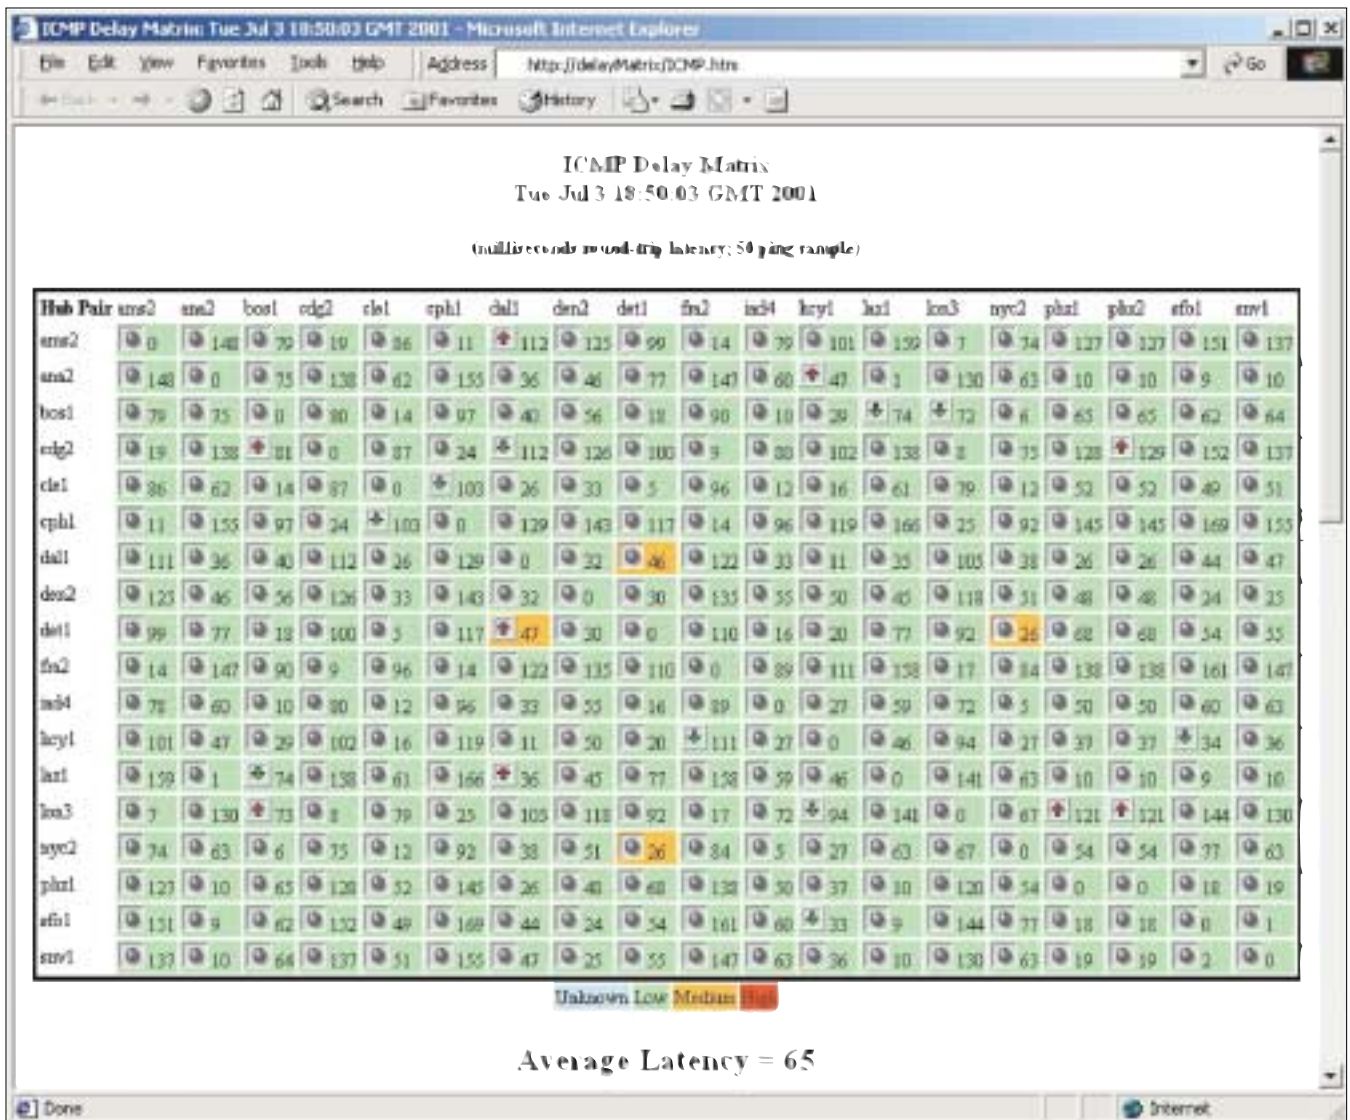 ICMP Delay Matrix: Tue Jul 3 18:50:03 GMT 2001 - Microsoft Internet Explorer
File Edit View Favorites Tools Help Address http://delayMatrix/ICMP.htm Go
Back Search Favorites History
ICMP Delay Matrix
Tue Jul 3 18:50:03 GMT 2001
(milliseconds round-trip latency; 50 ping sample)
Hub Pair ams2 ana2 bos1 cdg2 cle1 cph1 dal1 den2 det1 fra2 iad4 kcy1 lax1 lon3 nyc2 phx1 phx2 sfo1 snv1
ams2 0 148 79 19 86 11 112 125 99 14 79 101 159 7 74 127 127 151 137
ana2 148 0 75 138 62 155 36 46 77 147 60 47 1 130 63 10 10 9 10
bos1 79 75 0 80 14 97 40 56 18 90 10 29 74 72 6 65 65 62 64
cdg2 19 138 81 0 87 24 112 126 100 9 80 102 138 8 75 128 129 152 137
cle1 86 62 14 87 0 103 26 33 5 96 12 16 61 79 12 52 52 49 51
cph1 11 155 97 24 103 0 129 143 117 14 96 119 166 25 92 145 145 169 155
dal1 111 36 40 112 26 129 0 32 46 122 33 11 35 105 38 26 26 44 47
den2 125 46 56 126 33 143 32 0 30 135 55 50 45 118 51 48 48 24 25
det1 99 77 18 100 5 117 47 30 0 110 16 20 77 92 26 68 68 54 55
fra2 14 147 90 9 96 14 122 135 110 0 89 111 158 17 84 138 138 161 147
iad4 78 60 10 80 12 96 33 55 16 89 0 27 59 72 5 50 50 60 63
kcy1 101 47 29 102 16 119 11 50 20 111 27 0 46 94 27 37 37 34 36
lax1 159 1 74 138 61 166 36 45 77 158 59 46 0 141 63 10 10 9 10
lon3 7 130 73 8 79 25 105 118 92 17 72 94 141 0 67 121 121 144 130
nyc2 74 63 6 75 12 92 38 51 26 84 5 27 63 67 0 54 54 77 63
phx1 127 10 65 128 52 145 26 48 68 138 50 37 10 120 54 0 0 18 19
sfo1 151 9 62 152 49 169 44 24 54 161 60 33 9 144 77 18 18 0 1
snv1 137 10 64 137 51 155 47 25 55 147 63 36 10 130 63 19 19 2 0
Unknown Low Medium High
Average Latency = 65
Done Internet